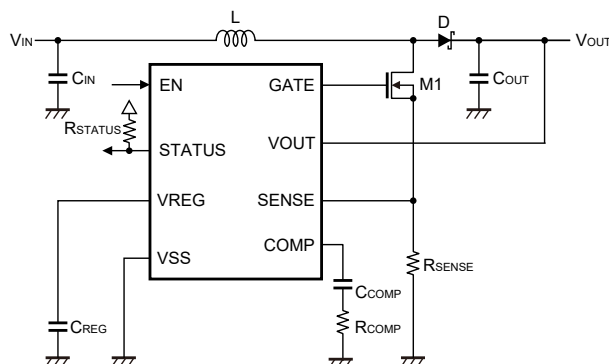 L
D
VIN
VOUT
CIN
EN
GATE
M1
COUT
RSTATUS
STATUS
VOUT
VREG
SENSE
COMP
VSS
RSENSE
CCOMP
CREG
RCOMP